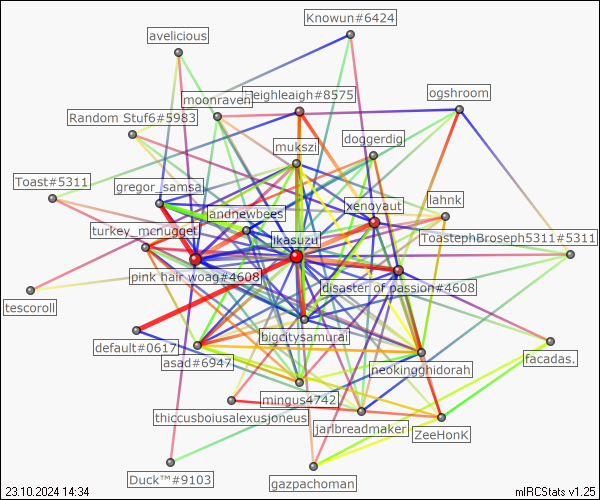 Knowun#6424
avelicious
Heighleigh#8575
ogshroom
moonraven
Random Stuf6#5983
doggerdig
mukszi
Toast#5311
gregor_samsa
xenoyaut
lahnk
andnewbees
turkey_mcnugget
ikasuzu
ToastephBroseph5311#5311
pink hair woag#4608
disaster of passion#4608
tescoroll
bigcitysamurai
default#0617
asad#6947
neokingghidorah
facadas.
mingus4742
thiccusboiusalexusjoneus
jarlbreadmaker
ZeeHonK
Duck™#9103
gazpachoman
23.10.2024 14:34
mIRCStats v1.25